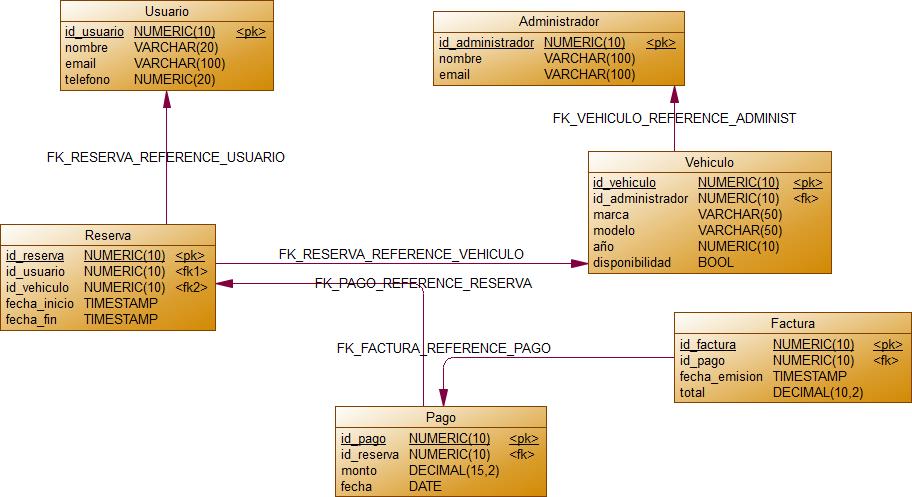 Usuario
id_usuario NUMERIC(10) <pk>
nombre VARCHAR(20)
email VARCHAR(100)
telefono NUMERIC(20)
Administrador
id_administrador NUMERIC(10) <pk>
nombre VARCHAR(100)
email VARCHAR(100)
FK_VEHICULO_REFERENCE_ADMINIST
FK_RESERVA_REFERENCE_USUARIO
Vehiculo
id_vehiculo NUMERIC(10) <pk>
id_administrador NUMERIC(10) <fk>
marca VARCHAR(50)
modelo VARCHAR(50)
año NUMERIC(10)
disponibilidad BOOL
Reserva
id_reserva NUMERIC(10) <pk>
id_usuario NUMERIC(10) <fk1>
id_vehiculo NUMERIC(10) <fk2>
fecha_inicio TIMESTAMP
fecha_fin TIMESTAMP
FK_RESERVA_REFERENCE_VEHICULO
FK_PAGO_REFERENCE_RESERVA
Factura
id_factura NUMERIC(10) <pk>
id_pago NUMERIC(10) <fk>
fecha_emision TIMESTAMP
total DECIMAL(10,2)
FK_FACTURA_REFERENCE_PAGO
Pago
id_pago NUMERIC(10) <pk>
id_reserva NUMERIC(10) <fk>
monto DECIMAL(15,2)
fecha DATE